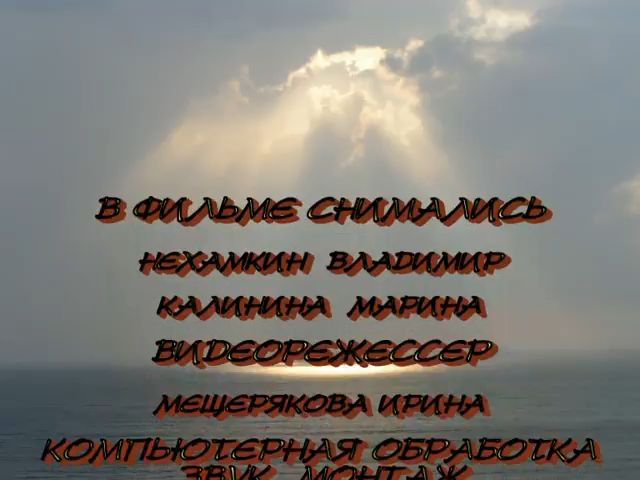 В ФИЛЬМЕ СНИМАЛИСЬ
НЕХАМКИН ВЛАДИМИР
КАЛИНИНА МАРИНА
ВИДЕОРЕЖЕССЕР
МЕЩЕРЯКОВА ИРИНА
КОМПЬЮТЕРНАЯ ОБРАБОТКА
ЗВУК МОНТАЖ